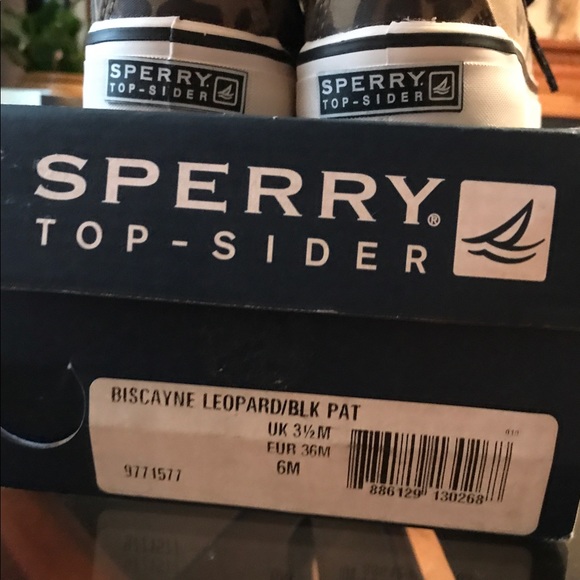 SPERRY.
TOP-SIDER
SPERRY.
TOP-SIDER
SPERRY®
TOP-SIDER
BISCAYNE LEOPARD/BLK PAT
UK 3½M
EUR 36M
6M
9771577
886129 130268